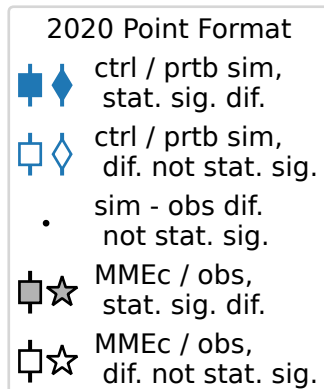 2020 Point Format
ctrl / prtb sim,
stat. sig. dif.
ctrl / prtb sim,
dif. not stat. sig.
sim - obs dif.
not stat. sig.
MMEc / obs,
stat. sig. dif.
MMEc / obs,
dif. not stat. sig.